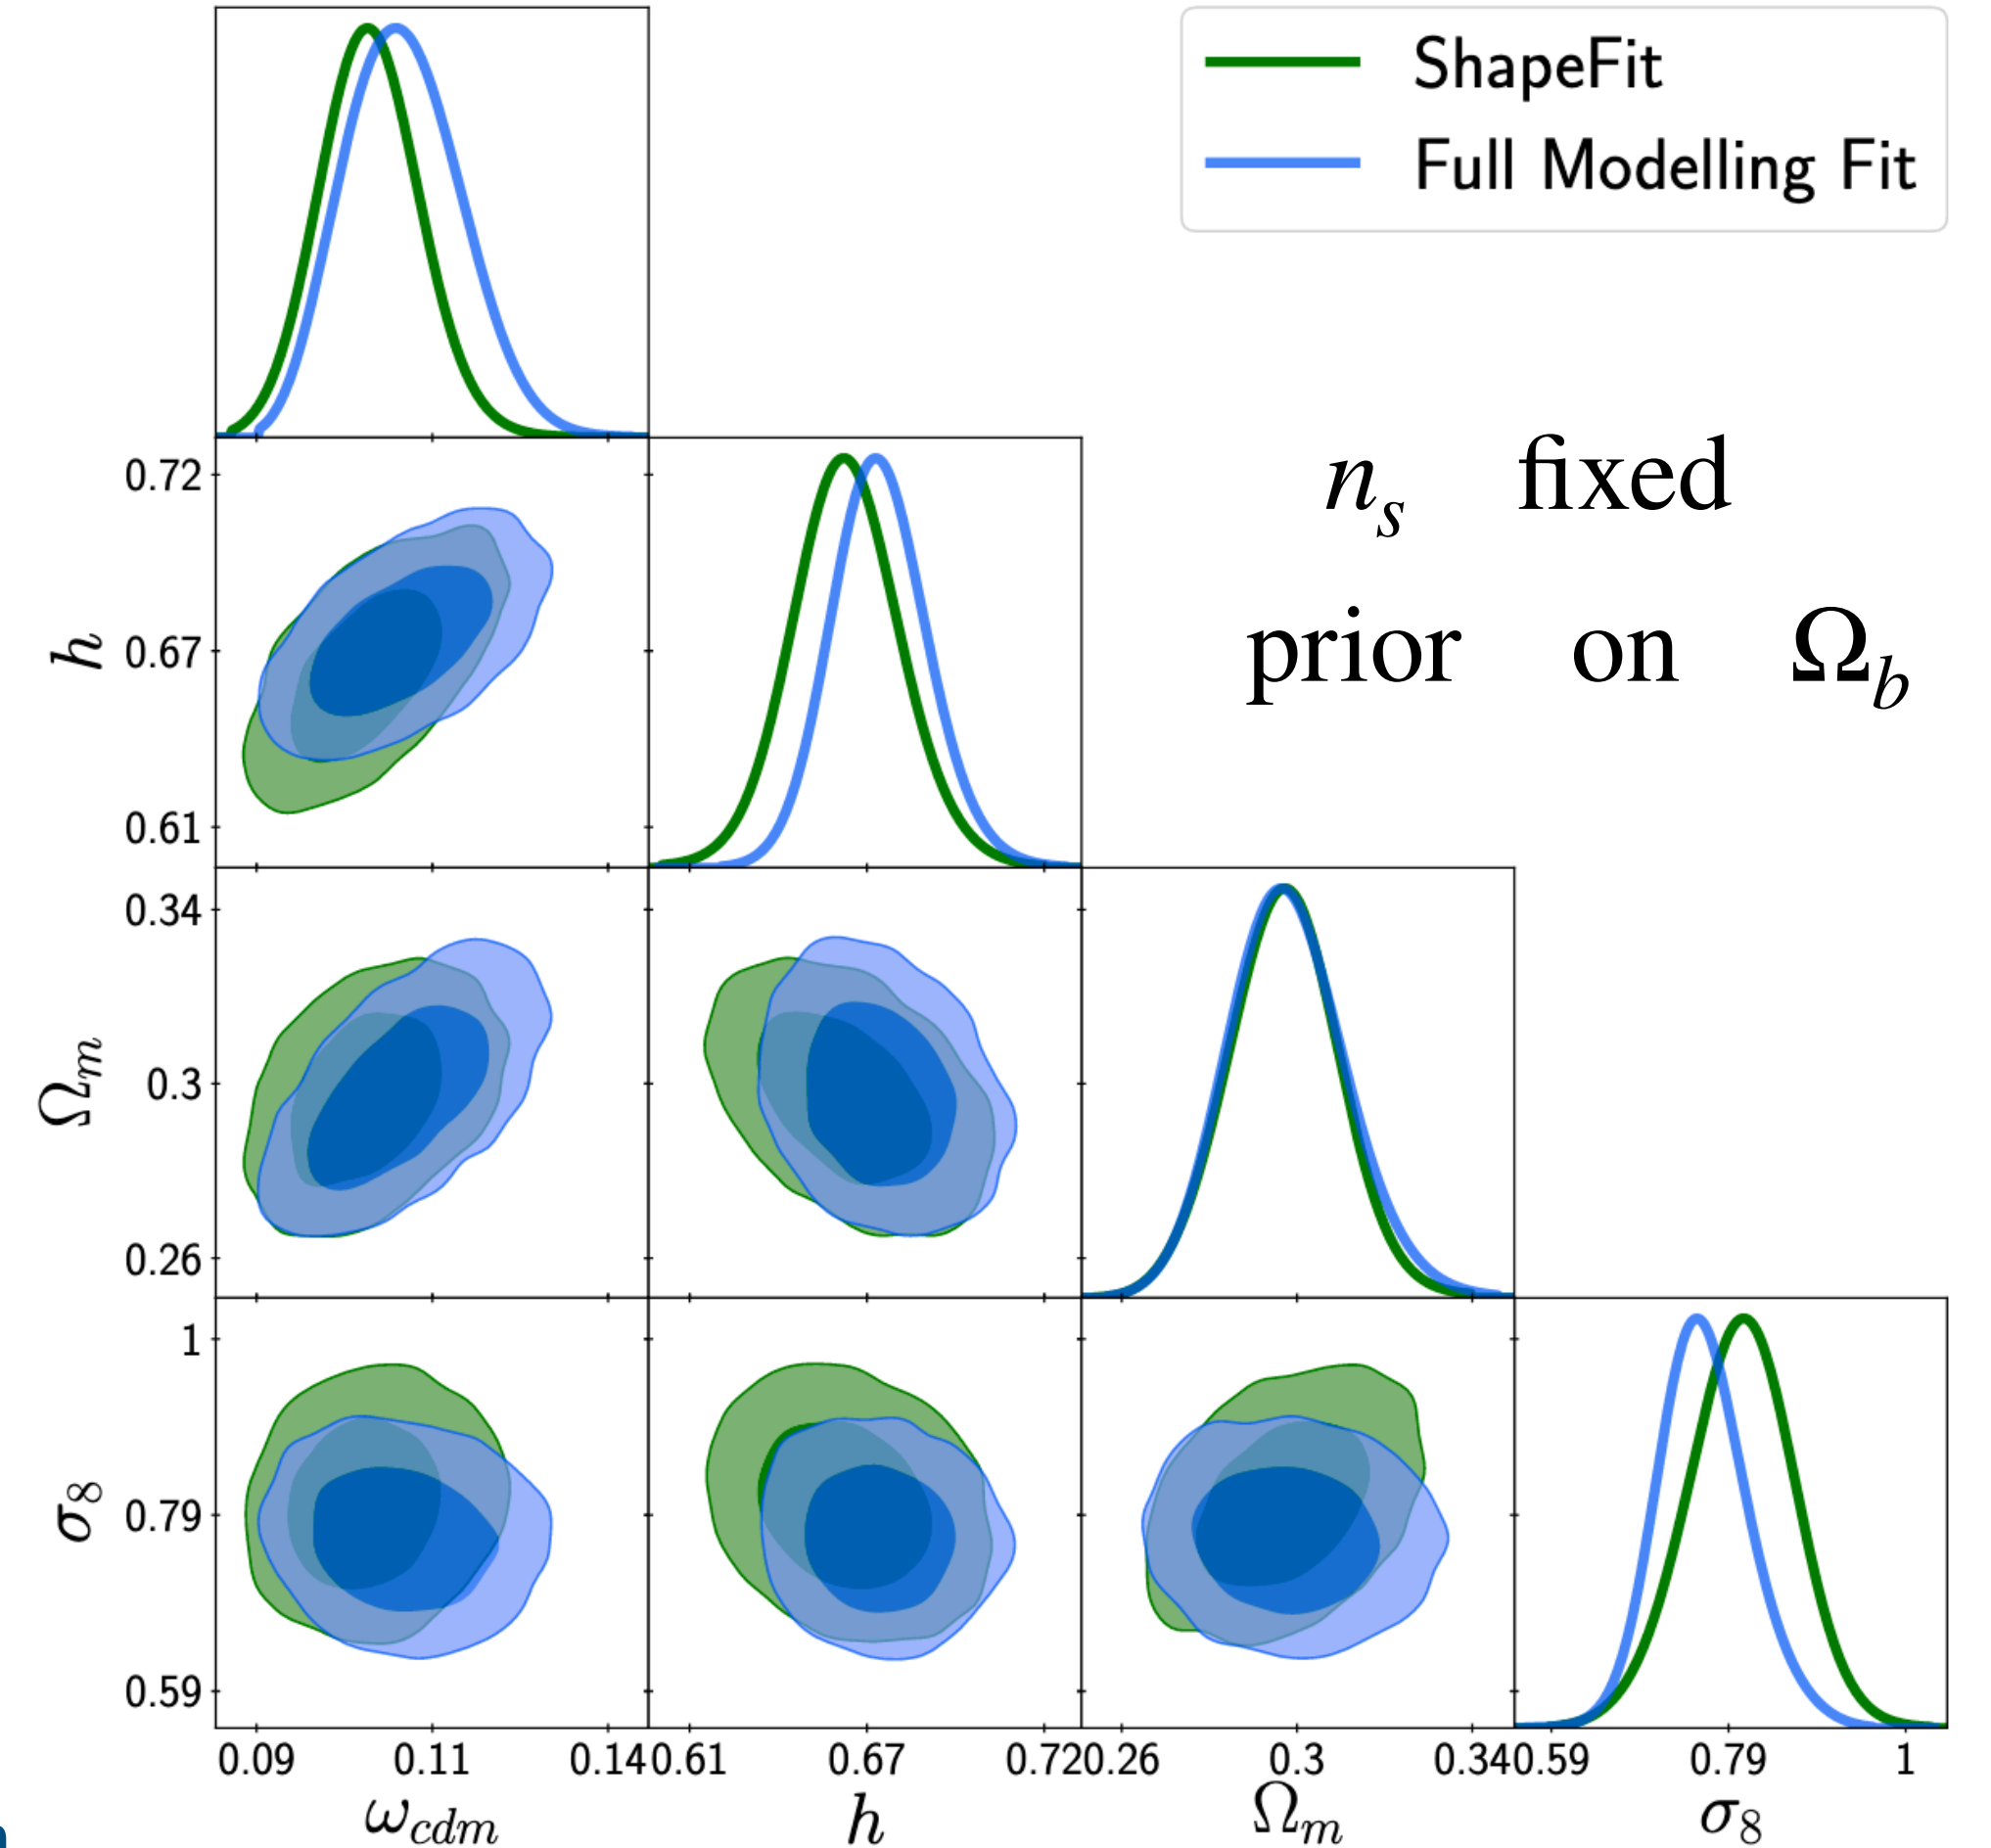 ShapeFit
Full Modelling Fit
n_s fixed
prior on Ω_b
0.72
h 0.67
0.61
0.34
Ω_m 0.3
0.26
1
σ_8 0.79
0.59
0.09 0.11 0.14 0.61 0.67 0.72 0.26 0.3 0.34 0.59 0.79 1
ω_cdm h Ω_m σ_8